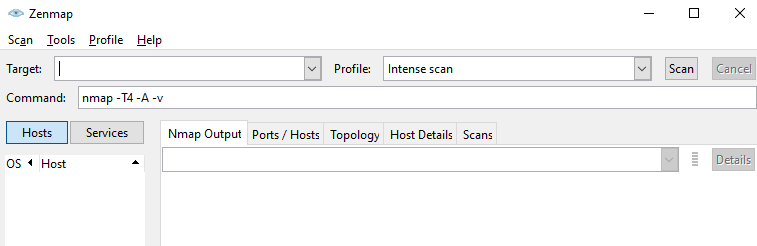 Zenmap
Scan Tools Profile Help
Target: Profile: Intense scan Scan Cancel
Command: nmap -T4 -A -v
Hosts Services Nmap Output Ports / Hosts Topology Host Details Scans
OS Host Details